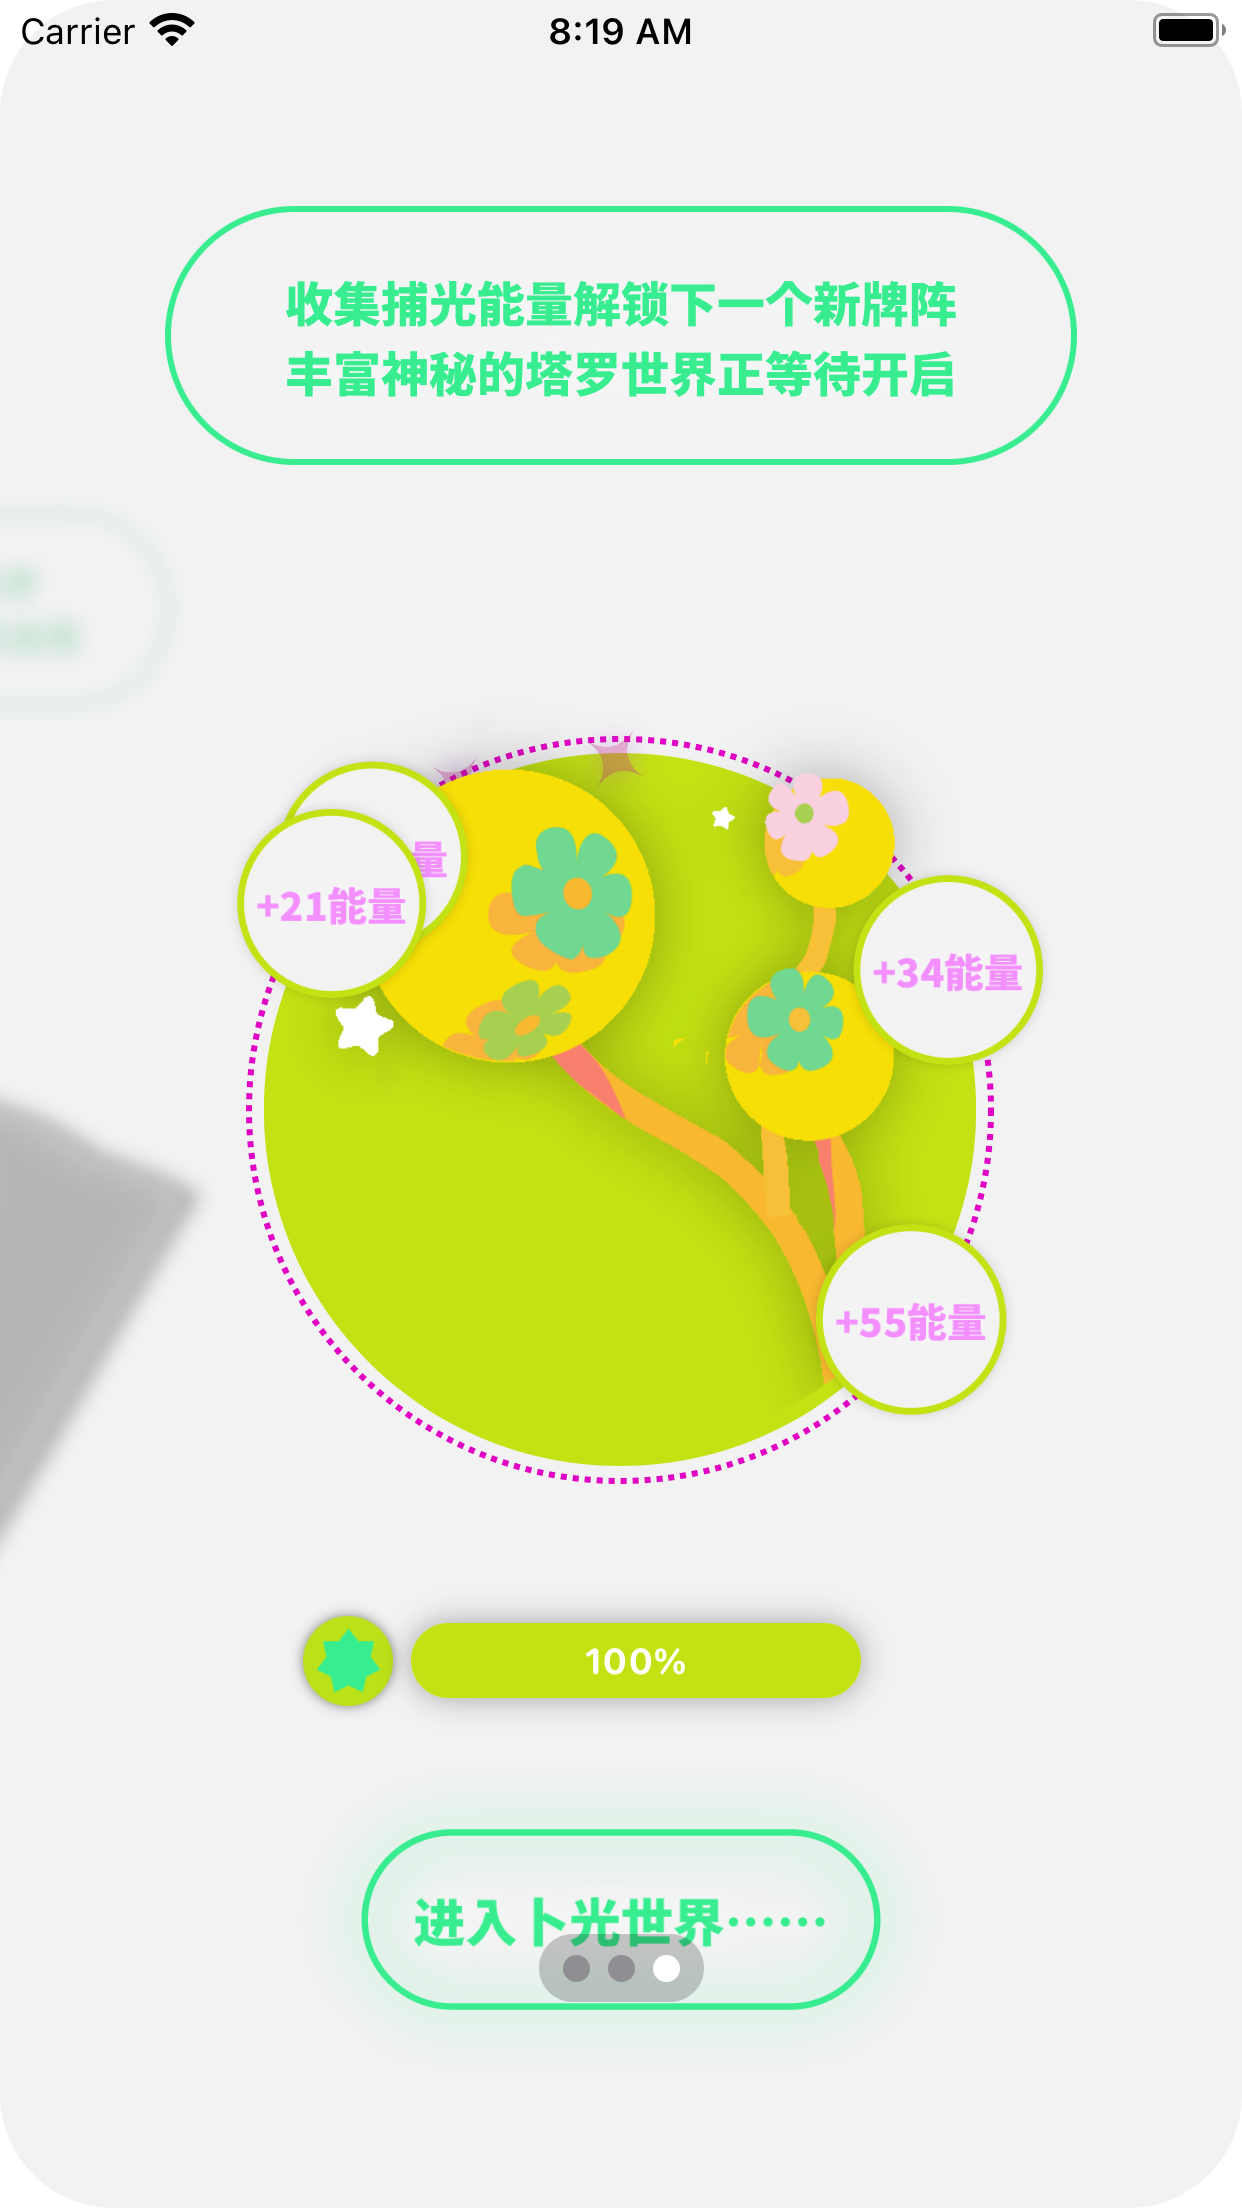 Carrier
8:19 AM
收集捕光能量解锁下一个新牌阵
丰富神秘的塔罗世界正等待开启
量
+21能量
+34能量
+55能量
100%
进入卜光世界……